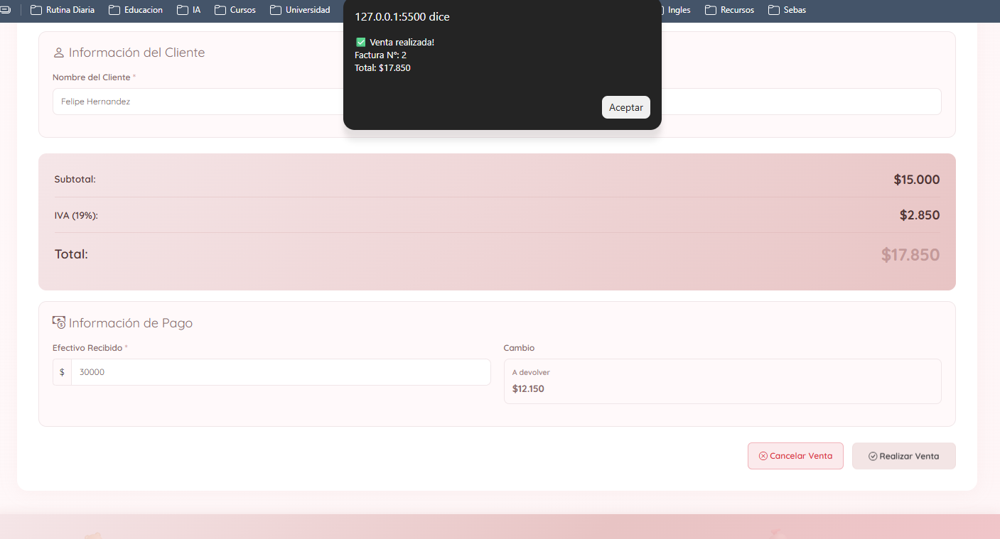 Rutina Diaria
Educacion
IA
Cursos
Universidad
Ingles
Recursos
Sebas
127.0.0.1:5500 dice
✅ Venta realizada!
Factura Nº: 2
Total: $17.850
Aceptar
Información del Cliente
Nombre del Cliente *
Felipe Hernandez
Subtotal: $15.000
IVA (19%): $2.850
Total: $17.850
Información de Pago
Efectivo Recibido *
$ 30000
Cambio
A devolver
$12.150
Cancelar Venta
Realizar Venta